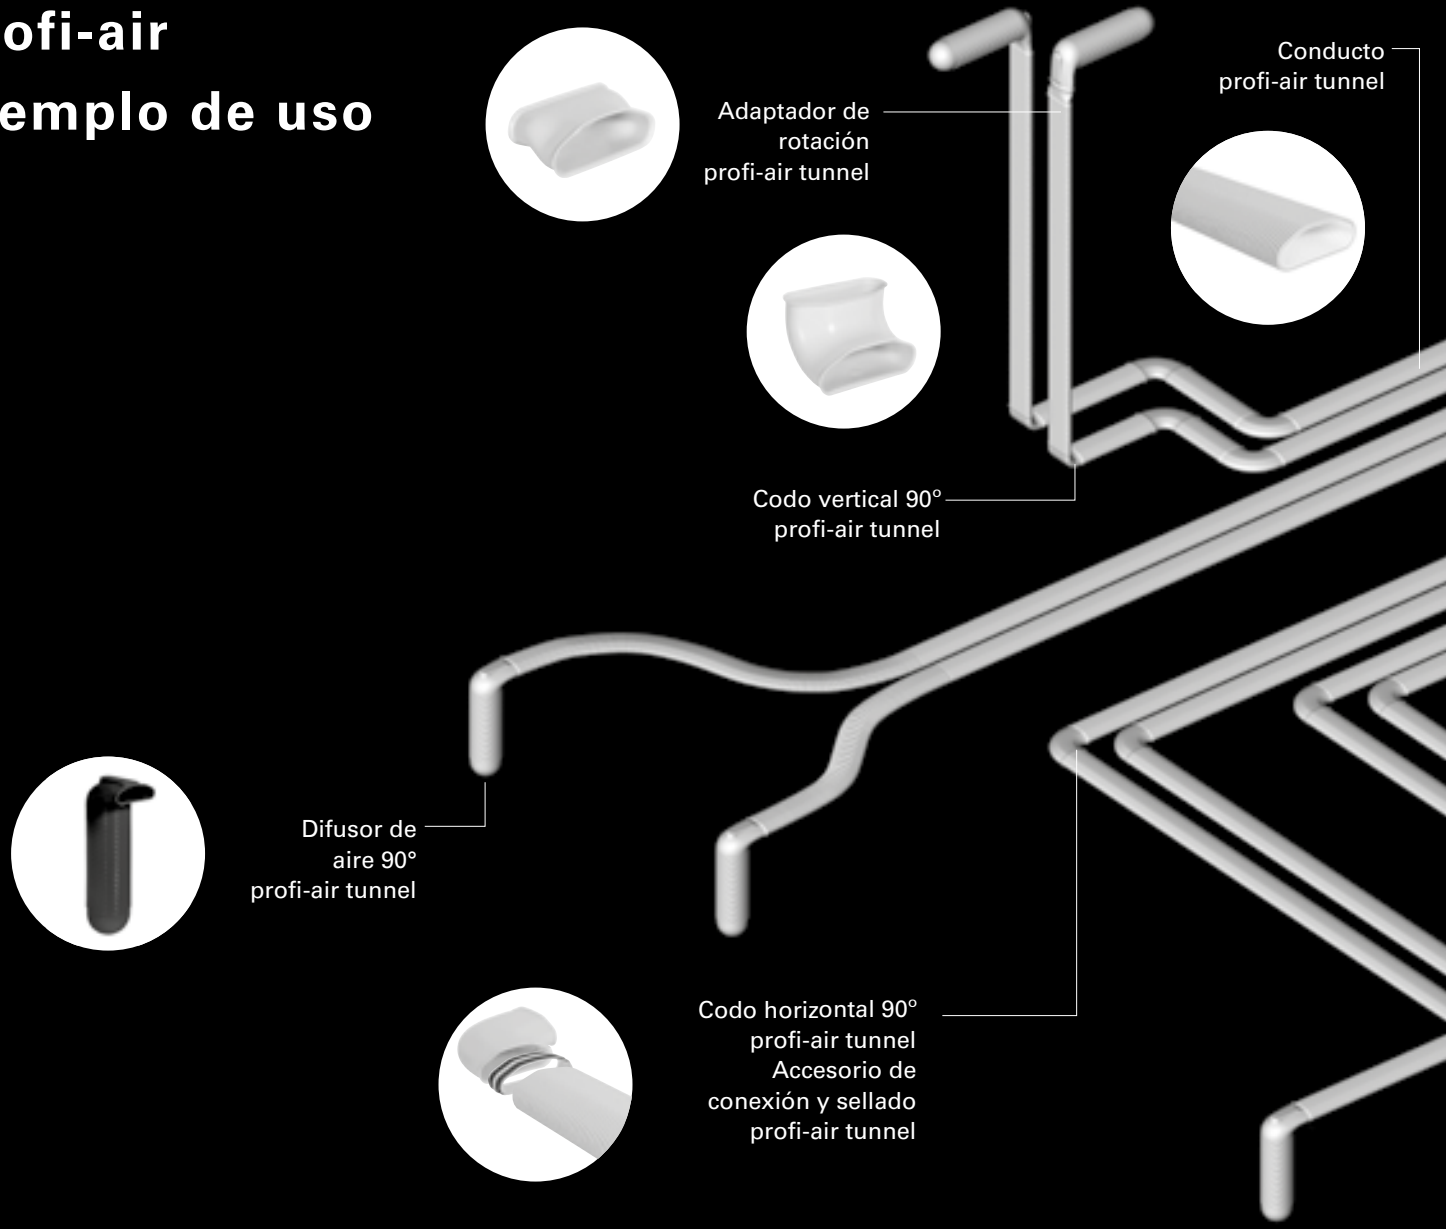 ofi-air
emplo de uso
Adaptador de
rotación
profi-air tunnel
Conducto
profi-air tunnel
Codo vertical 90º
profi-air tunnel
Difusor de
aire 90°
profi-air tunnel
Codo horizontal 90º
profi-air tunnel
Accesorio de
conexión y sellado
profi-air tunnel